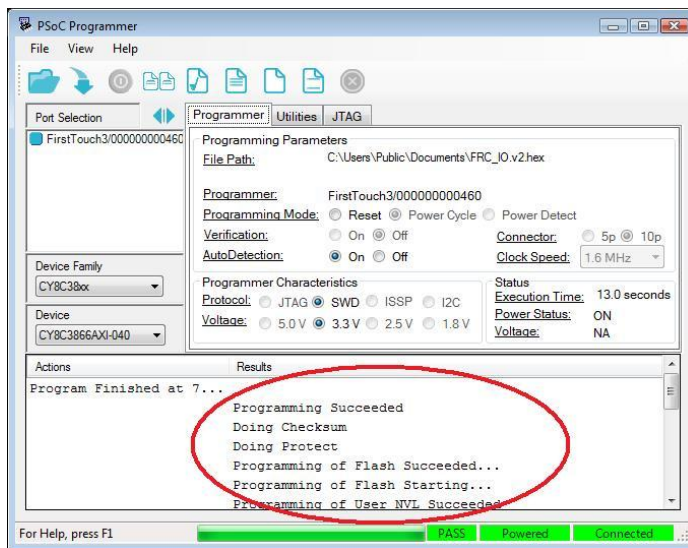 PSoC Programmer
File View Help
Port Selection
FirstTouch3/000000000460
Device Family
CY8C38xx
Device
CY8C3866AXI-040
Programmer Utilities JTAG
Programming Parameters
File Path: C:\Users\Public\Documents\FRC_IO.v2.hex
Programmer: FirstTouch3/000000000460
Programming Mode: Reset Power Cycle Power Detect
Verification: On Off Connector: 5p 10p
AutoDetection: On Off Clock Speed: 1.6 MHz
Programmer Characteristics
Protocol: JTAG SWD ISSP I2C
Voltage: 5.0 V 3.3 V 2.5 V 1.8 V
Status
Execution Time: 13.0 seconds
Power Status: ON
Voltage: NA
Actions Results
Program Finished at 7...
Programming Succeeded
Doing Checksum
Doing Protect
Programming of Flash Succeeded...
Programming of Flash Starting...
Programming of User NVL Succeeded
For Help, press F1 PASS Powered Connected